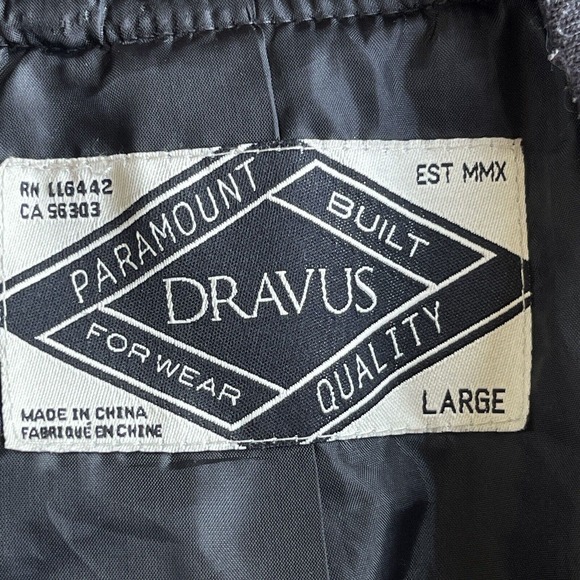 RN 116442
CA 56303
EST MMX
PARAMOUNT
BUILT
DRAVUS
FOR WEAR
QUALITY
MADE IN CHINA
FABRIQUÉ EN CHINE
LARGE